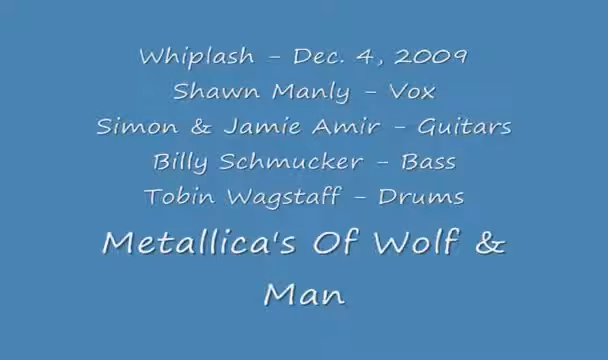 Whiplash - Dec. 4, 2009
Shawn Manly - Vox
Simon & Jamie Amir - Guitars
Billy Schmucker - Bass
Tobin Wagstaff - Drums
Metallica's Of Wolf &
Man